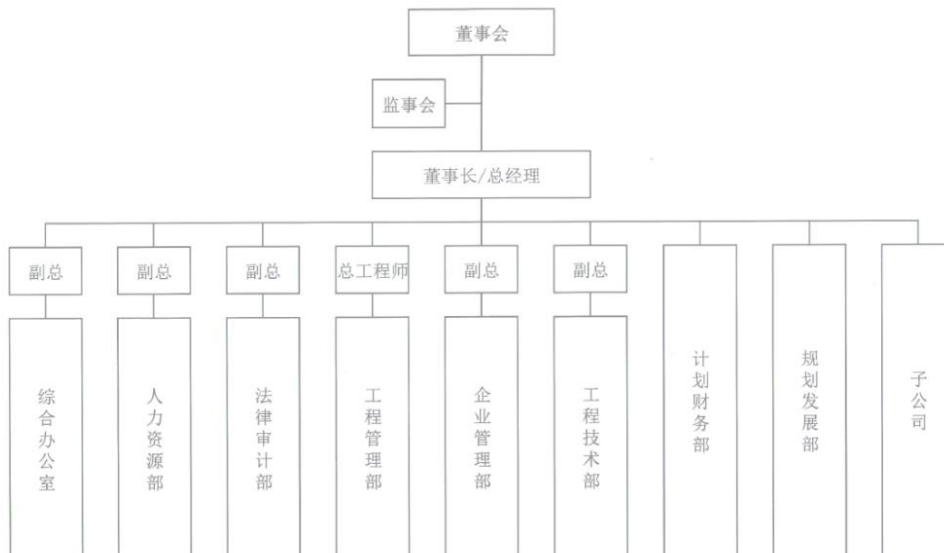 董事会
监事会
董事长/总经理
副总
副总
副总
总工程师
副总
副总
综合办公室
人力资源部
法律审计部
工程管理部
企业管理部
工程技术部
计划财务部
规划发展部
子公司